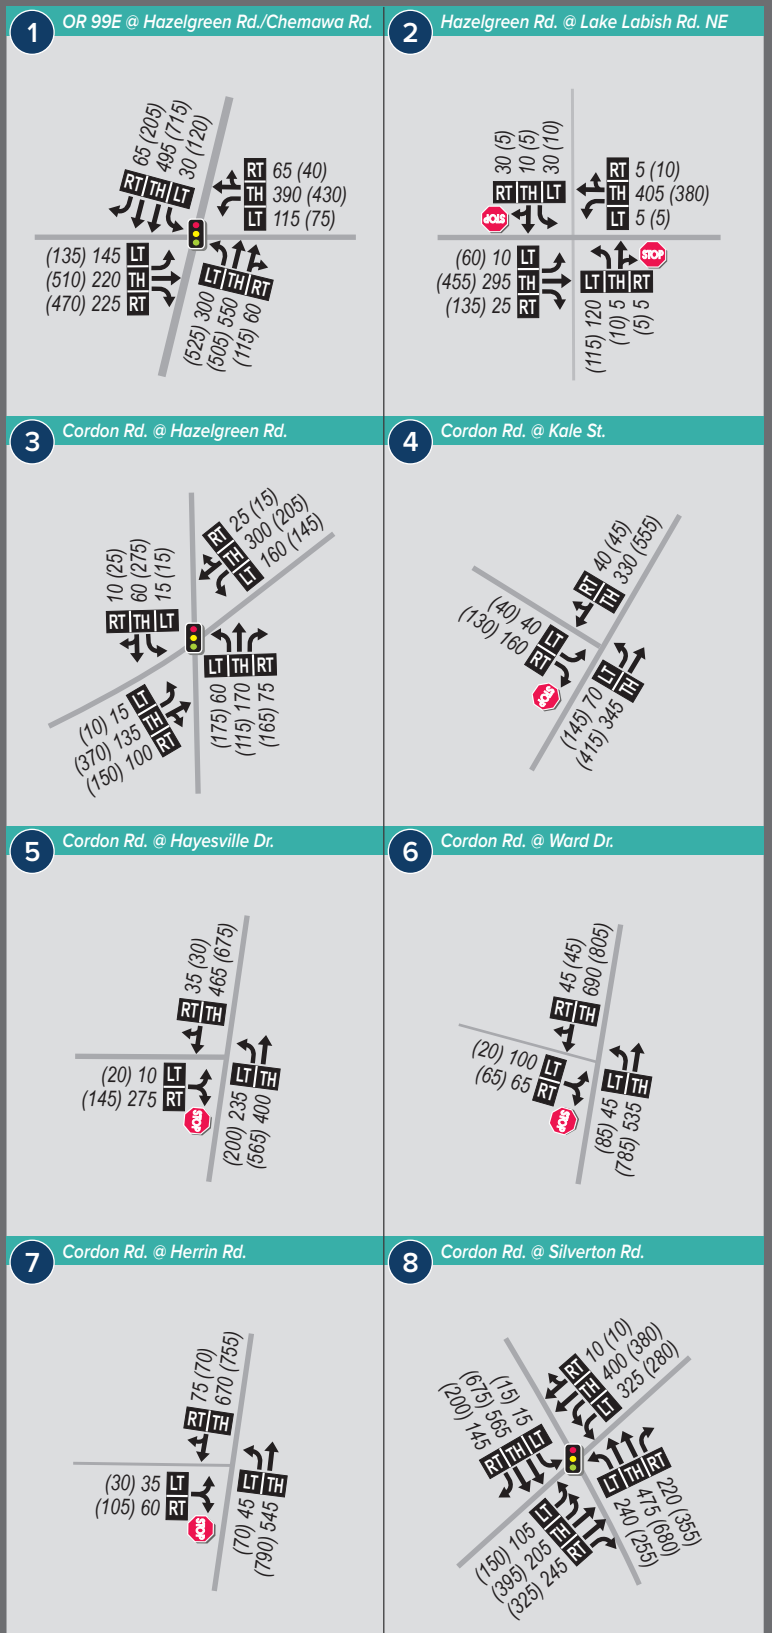 1
OR 99E @ Hazelgreen Rd./Chemawa Rd.
65 (205)
495 (715)
30 (120)
RT TH LT
RT 65 (40)
TH 390 (430)
LT 115 (75)
(135) 145 LT
(510) 220 TH
(470) 225 RT
LT TH RT
(525) 300
(505) 550
(115) 60
2
Hazelgreen Rd. @ Lake Labish Rd. NE
30 (5)
10 (5)
30 (10)
RT TH LT
STOP
RT 5 (10)
TH 405 (380)
LT 5 (5)
(60) 10 LT
(455) 295 TH
(135) 25 RT
STOP
LT TH RT
(115) 120
(10) 5
(5) 5
3
Cordon Rd. @ Hazelgreen Rd.
RT 25 (15)
TH 300 (205)
LT 160 (145)
10 (25)
60 (275)
15 (15)
RT TH LT
LT TH RT
(175) 60
(115) 170
(165) 75
(10) 15 LT
(370) 135 TH
(150) 100 RT
4
Cordon Rd. @ Kale St.
RT 40 (45)
TH 330 (555)
(40) 40 LT
(130) 160 RT
STOP
LT TH
(145) 70
(415) 345
5
Cordon Rd. @ Hayesville Dr.
35 (30)
465 (675)
RT TH
(20) 10 LT
(145) 275 RT
STOP
LT TH
(200) 235
(565) 400
6
Cordon Rd. @ Ward Dr.
45 (45)
690 (805)
RT TH
(20) 100 LT
(65) 65 RT
STOP
LT TH
(85) 45
(785) 535
7
Cordon Rd. @ Herrin Rd.
75 (70)
670 (755)
RT TH
(30) 35 LT
(105) 60 RT
STOP
LT TH
(70) 45
(790) 545
8
Cordon Rd. @ Silverton Rd.
RT 10 (10)
TH 400 (380)
LT 325 (280)
(15) 15
(675) 565
(200) 145
RT TH LT
LT TH RT
220 (355)
475 (680)
240 (255)
(150) 105 LT
(395) 205 TH
(325) 245 RT